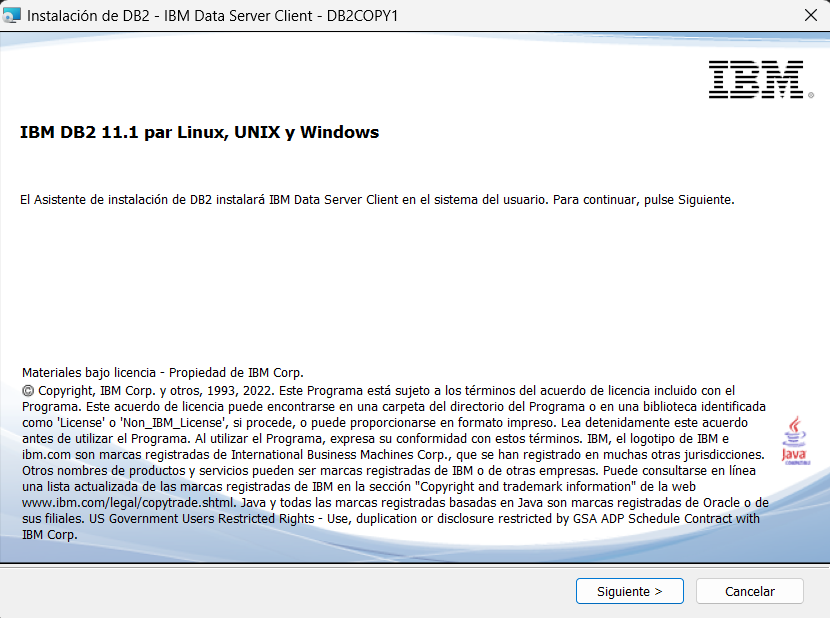 Instalación de DB2 - IBM Data Server Client - DB2COPY1
IBM
®
IBM DB2 11.1 par Linux, UNIX y Windows
El Asistente de instalación de DB2 instalará IBM Data Server Client en el sistema del usuario. Para continuar, pulse Siguiente.
Materiales bajo licencia - Propiedad de IBM Corp.
© Copyright, IBM Corp. y otros, 1993, 2022. Este Programa está sujeto a los términos del acuerdo de licencia incluido con el
Programa. Este acuerdo de licencia puede encontrarse en una carpeta del directorio del Programa o en una biblioteca identificada
como 'License' o 'Non_IBM_License', si procede, o puede proporcionarse en formato impreso. Lea detenidamente este acuerdo
antes de utilizar el Programa. Al utilizar el Programa, expresa su conformidad con estos términos. IBM, el logotipo de IBM e
ibm.com son marcas registradas de International Business Machines Corp., que se han registrado en muchas otras jurisdicciones.
Otros nombres de productos y servicios pueden ser marcas registradas de IBM o de otras empresas. Puede consultarse en línea
una lista actualizada de las marcas registradas de IBM en la sección "Copyright and trademark information" de la web
www.ibm.com/legal/copytrade.shtml. Java y todas las marcas registradas basadas en Java son marcas registradas de Oracle o de
sus filiales. US Government Users Restricted Rights - Use, duplication or disclosure restricted by GSA ADP Schedule Contract with
IBM Corp.
Java
COMPATIBLE
Siguiente >
Cancelar